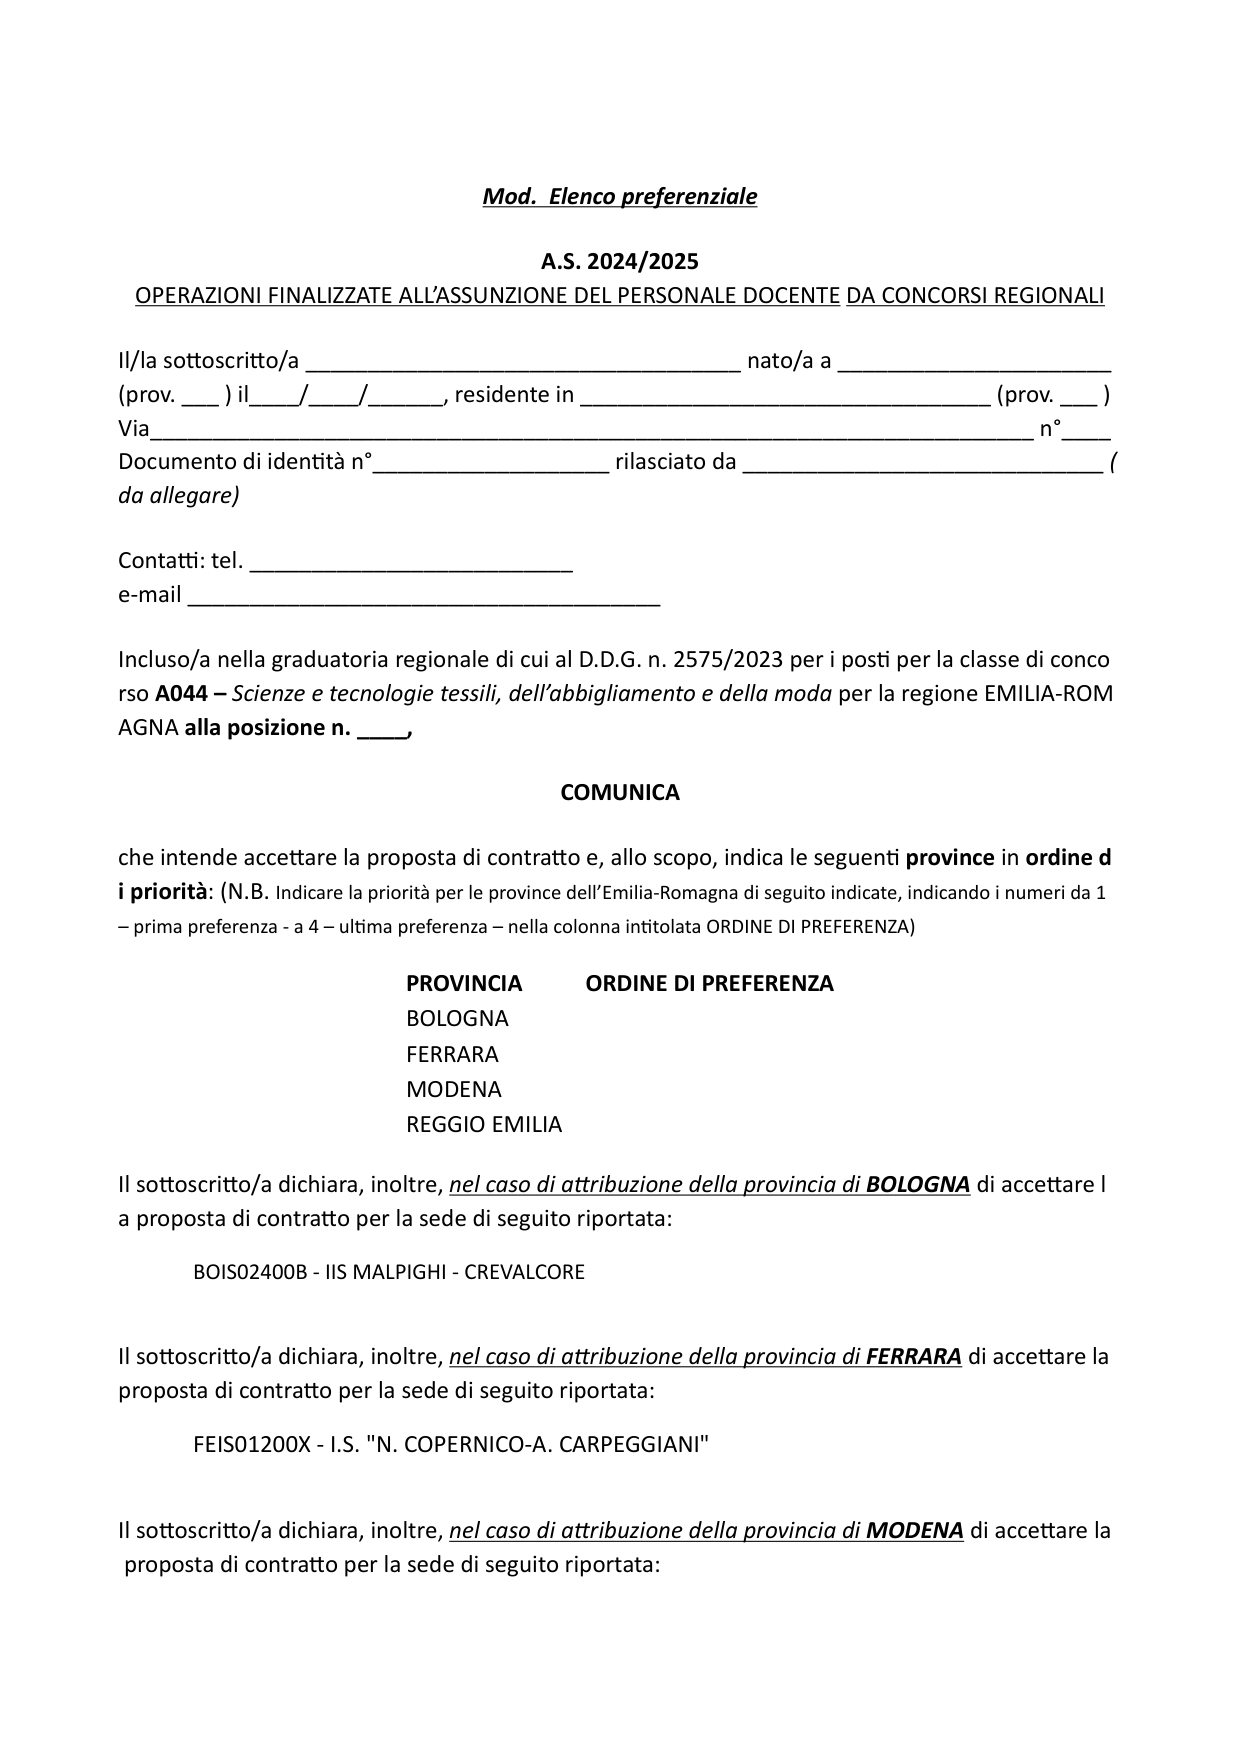 Mod.  Elenco preferenziale
A.S. 2024/2025
OPERAZIONI FINALIZZATE ALL’ASSUNZIONE DEL PERSONALE DOCENTE DA CONCORSI REGIONALI
Il/la sottoscritto/a ___________________________________ nato/a a ______________________
(prov. ___ ) il____/____/______, residente in _________________________________ (prov. ___ )
Via_______________________________________________________________________ n°____
Documento di identità n°___________________ rilasciato da _____________________________ (
da allegare)
Contatti: tel. __________________________
e-mail ______________________________________
Incluso/a nella graduatoria regionale di cui al D.D.G. n. 2575/2023 per i posti per la classe di conco
rso A044 – Scienze e tecnologie tessili, dell’abbigliamento e della moda per la regione EMILIA-ROM
AGNA alla posizione n. ____,
COMUNICA
che intende accettare la proposta di contratto e, allo scopo, indica le seguenti province in ordine d
i priorità: (N.B. Indicare la priorità per le province dell’Emilia-Romagna di seguito indicate, indicando i numeri da 1
– prima preferenza - a 4 – ultima preferenza – nella colonna intitolata ORDINE DI PREFERENZA)
PROVINCIA ORDINE DI PREFERENZA
BOLOGNA
FERRARA
MODENA
REGGIO EMILIA
Il sottoscritto/a dichiara, inoltre, nel caso di attribuzione della provincia di BOLOGNA di accettare l
a proposta di contratto per la sede di seguito riportata:
BOIS02400B - IIS MALPIGHI - CREVALCORE
Il sottoscritto/a dichiara, inoltre, nel caso di attribuzione della provincia di FERRARA di accettare la
proposta di contratto per la sede di seguito riportata:
FEIS01200X - I.S. "N. COPERNICO-A. CARPEGGIANI"
Il sottoscritto/a dichiara, inoltre, nel caso di attribuzione della provincia di MODENA di accettare la
proposta di contratto per la sede di seguito riportata: